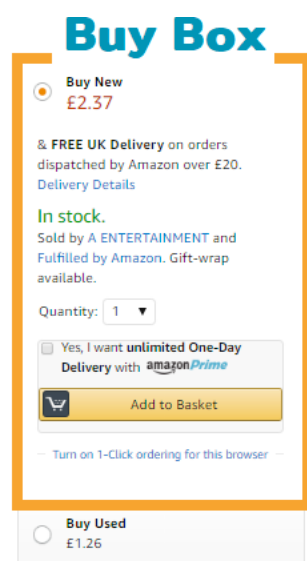 Buy Box
Buy New
£2.37
& FREE UK Delivery on orders
dispatched by Amazon over £20.
Delivery Details
In stock.
Sold by A ENTERTAINMENT and
Fulfilled by Amazon. Gift-wrap
available.
Quantity: 1
Yes, I want unlimited One-Day
Delivery with amazonPrime
Add to Basket
Turn on 1-Click ordering for this browser
Buy Used
£1.26